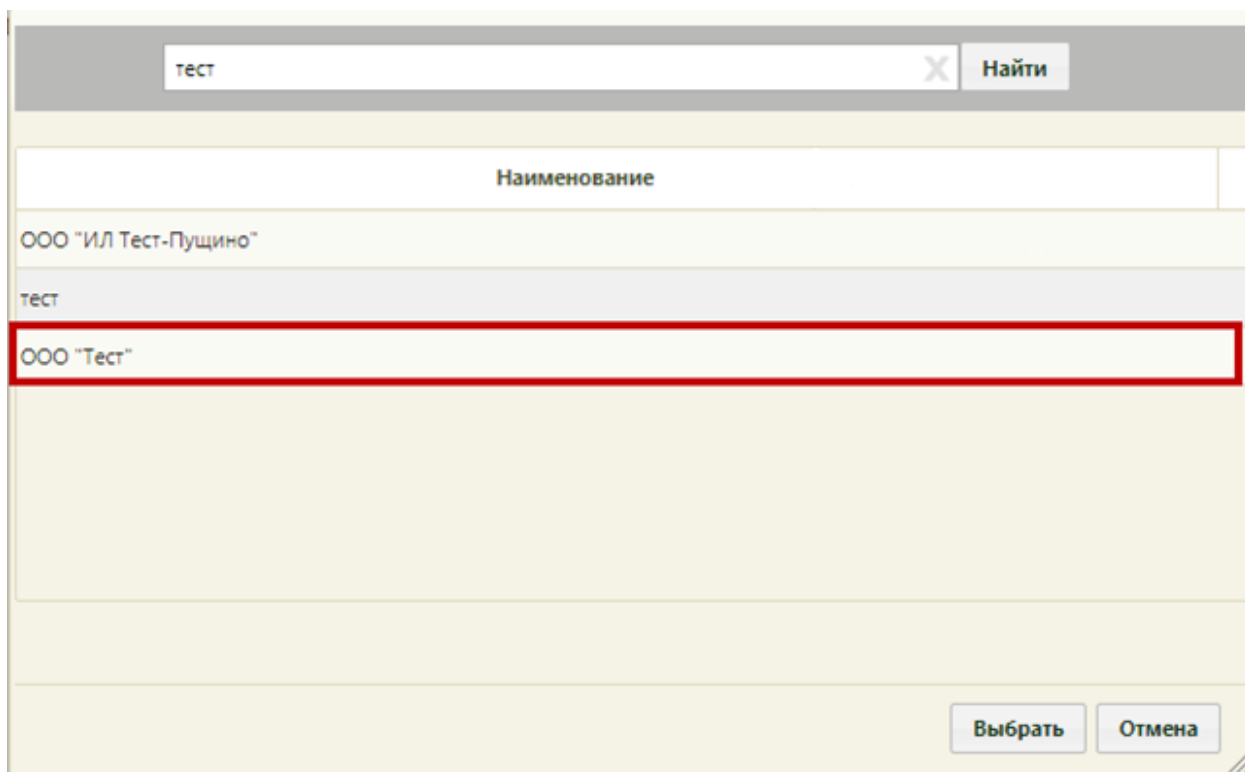 тест X Найти
Наименование
ООО "ИЛ Тест-Пущино"
тест
ООО "Тест"
Выбрать Отмена